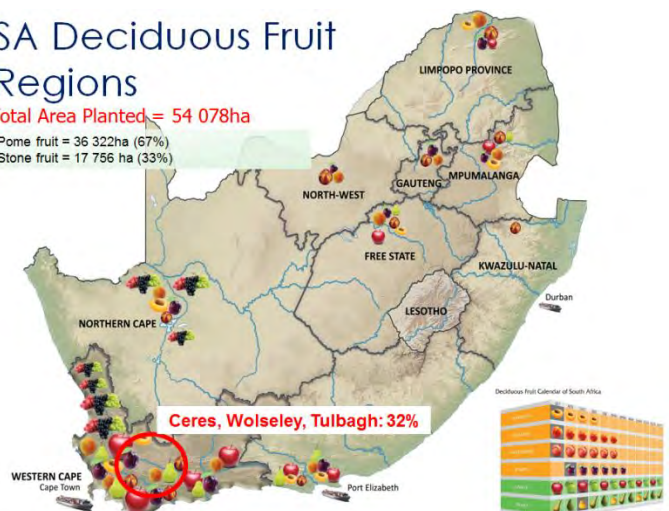 SA Deciduous Fruit
Regions
Total Area Planted = 54 078ha
Pome fruit = 36 322ha (67%)
Stone fruit = 17 756 ha (33%)
LIMPOPO PROVINCE
NORTH-WEST
GAUTENG
MPUMALANGA
FREE STATE
KWAZULU-NATAL
LESOTHO
Durban
NORTHERN CAPE
Deciduous Fruit Calendar of South Africa
Ceres, Wolseley, Tulbagh: 32%
WESTERN CAPE
Cape Town
Port Elizabeth